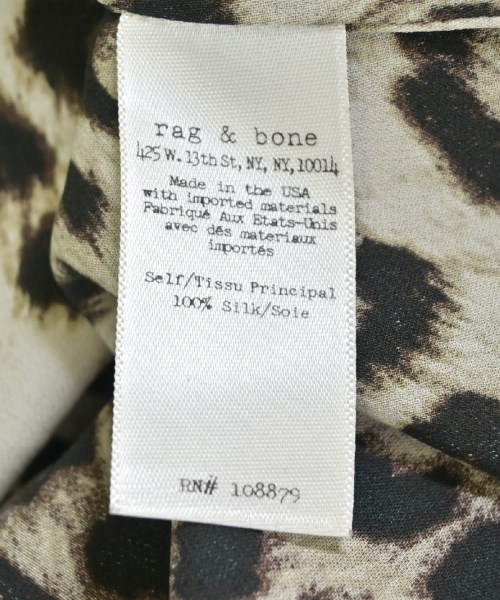 rag & bone
425 W. 13th St, NY, NY, 10014
Made in the USA
with imported materials
Fabriqué Aux Etats-Unis
avec dés materiaux
importés
Self/Tissu Principal
100% Silk/Soie
RN# 108879